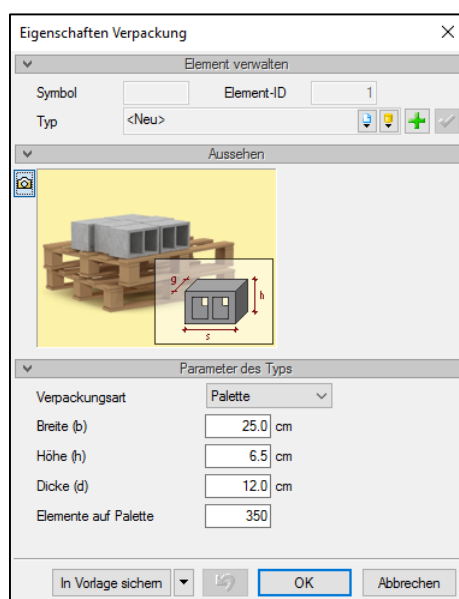 Eigenschaften Verpackung
Element verwalten
Symbol Element-ID 1
Typ <Neu>
Aussehen
g
h
s
Parameter des Typs
Verpackungsart Palette
Breite (b) 25.0 cm
Höhe (h) 6.5 cm
Dicke (d) 12.0 cm
Elemente auf Palette 350
In Vorlage sichern OK Abbrechen